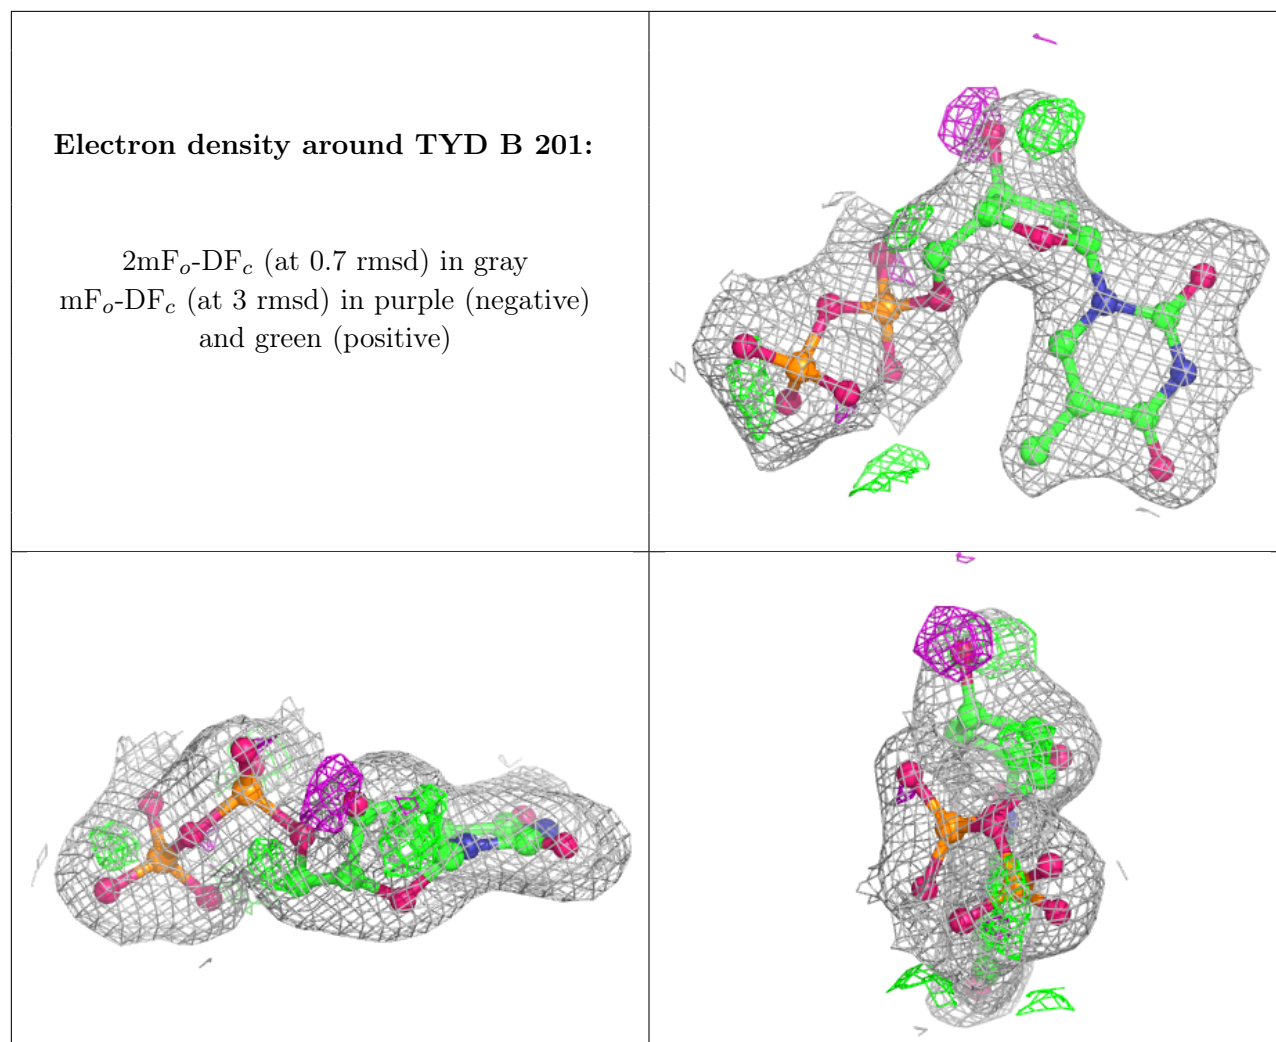 Electron density around TYD B 201:
2mFo-DFc (at 0.7 rmsd) in gray
mFo-DFc (at 3 rmsd) in purple (negative)
and green (positive)